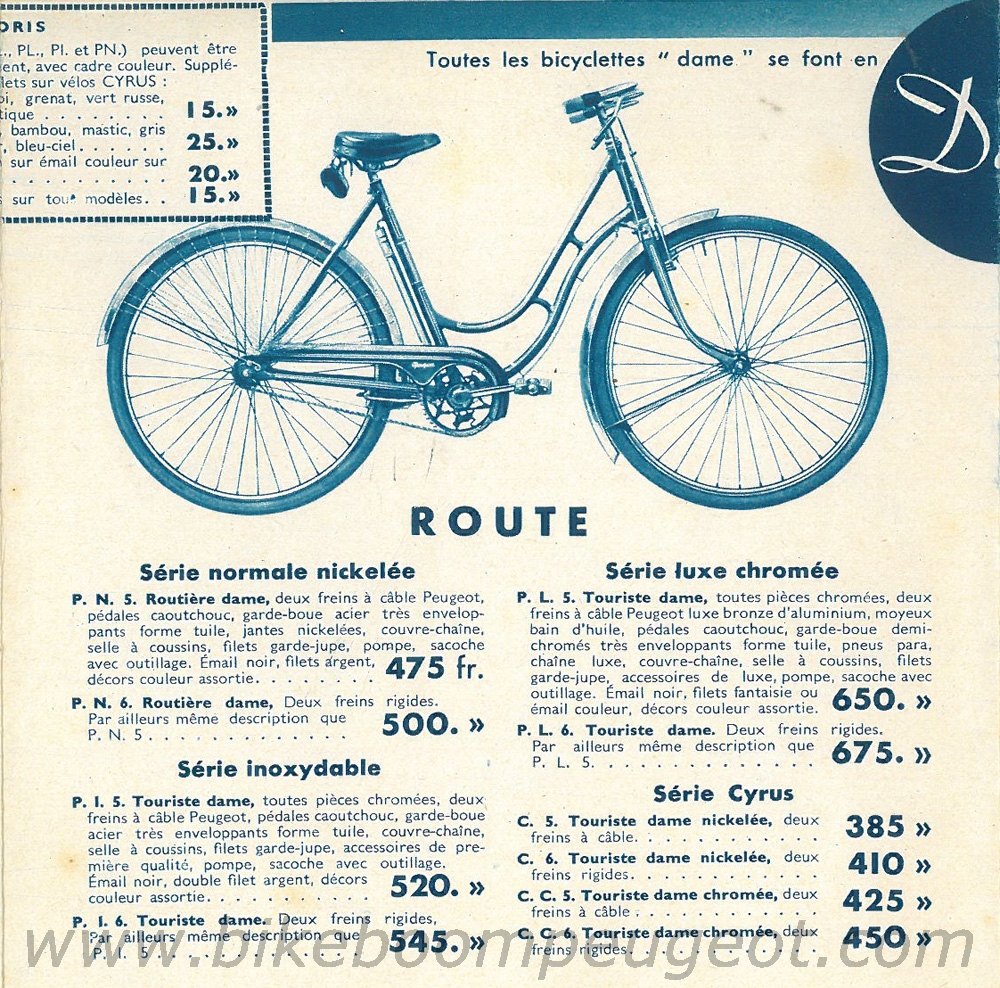 ORIS
., PL., Pl. et PN.) peuvent être
ent, avec cadre couleur. Supplé-
lets sur vélos CYRUS :
oi, grenat, vert russe,
tique . . . . . . . . 15.»
, bambou, mastic, gris
, bleu-ciel. . . . . . 25.»
sur émail couleur sur
. . . . . . . . . . 20.»
s sur tous modèles. . 15.»
Toutes les bicyclettes “ dame ” se font en
D
ROUTE
Série normale nickelée
P. N. 5. Routière dame, deux freins à câble Peugeot,
pédales caoutchouc, garde-boue acier très envelop-
pants forme tuile, jantes nickelées, couvre-chaîne,
selle à coussins, filets garde-jupe, pompe, sacoche
avec outillage. Émail noir, filets argent,
décors couleur assortie. . . . . . . . 475 fr.
P. N. 6. Routière dame, Deux freins rigides.
Par ailleurs même description que
P. N. 5 . . . . . . . . . . . . . 500. »
Série inoxydable
P. I. 5. Touriste dame, toutes pièces chromées, deux
freins à câble Peugeot, pédales caoutchouc, garde-boue
acier très enveloppants forme tuile, couvre-chaîne,
selle à coussins, filets garde-jupe, accessoires de pre-
mière qualité, pompe, sacoche avec outillage.
Émail noir, double filet argent, décors
couleur assortie. . . . . . . . . . . 520. »
P. I. 6. Touriste dame. Deux freins rigides,
Par ailleurs même description que
P. I. 5 . . . . . . . . . . . . . 545. »
Série luxe chromée
P. L. 5. Touriste dame, toutes pièces chromées, deux
freins à câble Peugeot luxe bronze d'aluminium, moyeux
bain d'huile, pédales caoutchouc, garde-boue demi-
chromés très enveloppants forme tuile, pneus para,
chaîne luxe, couvre-chaîne, selle à coussins, filets
garde-jupe, accessoires de luxe, pompe, sacoche avec
outillage. Émail noir, filets fantaisie ou
émail couleur, décors couleur assortie. 650. »
P. L. 6. Touriste dame. Deux freins rigides.
Par ailleurs même description que
P. L. 5. . . . . . . . . . . . . 675. »
Série Cyrus
C. 5. Touriste dame nickelée, deux
freins à câble. . . . . . . . . . . 385 »
C. 6. Touriste dame nickelée, deux
freins rigides. . . . . . . . . . . 410 »
C. C. 5. Touriste dame chromée, deux
freins à câble . . . . . . . . . . . 425 »
C. C. 6. Touriste dame chromée, deux
freins rigides. . . . . . . . . . . 450 »
www.bikeboompeugeot.com